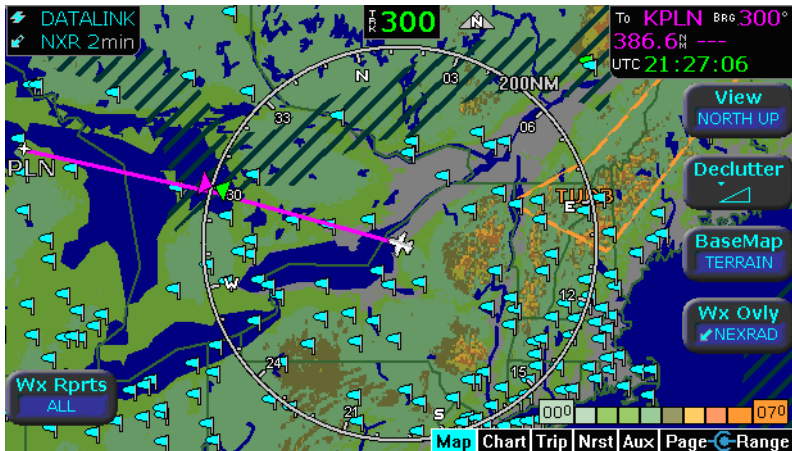 DATALINK
NXR 2min
TRK 300
N
To KPLN BRG 300°
386.6NM ---
UTC 21:27:06
200NM
N
03
33
06
30
PLN
TURB
E
W
12
24
15
21
S
View
NORTH UP
Declutter
BaseMap
TERRAIN
Wx Ovly
NEXRAD
Wx Rprts
ALL
000
070
Map Chart Trip Nrst Aux Page Range